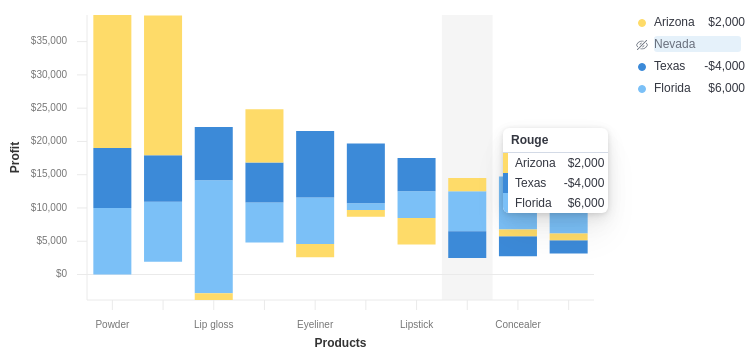 Arizona $2,000
Nevada
Texas -$4,000
Florida $6,000
$35,000
$30,000
$25,000
$20,000
$15,000
$10,000
$5,000
$0
Profit
Rouge
Arizona $2,000
Texas -$4,000
Florida $6,000
Powder Lip gloss Eyeliner Lipstick Concealer
Products